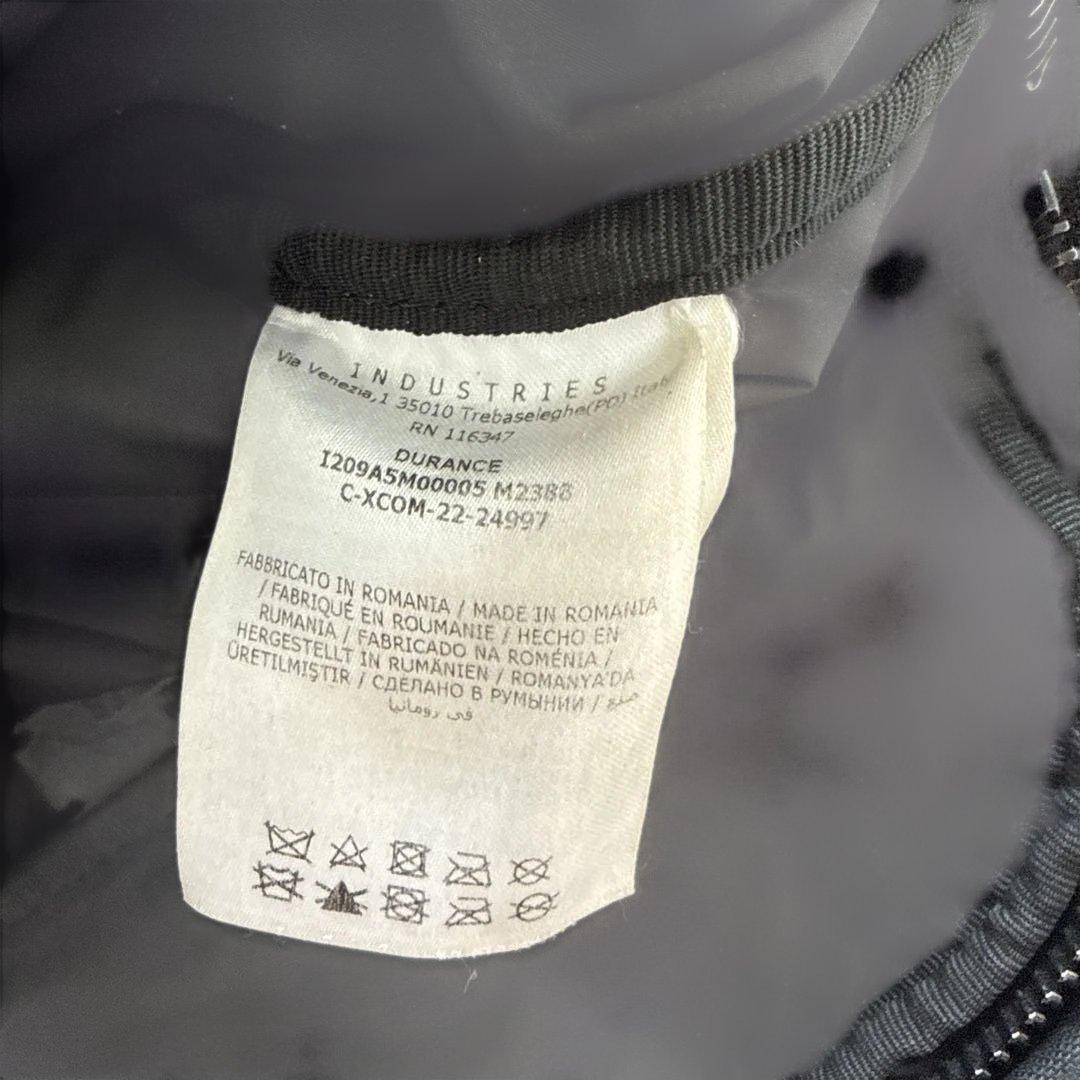 INDUSTRIES
Via Venezia,1 35010 Trebaseleghe(PD) Italy
RN 116347
DURANCE
I209A5M00005 M2388
C-XCOM-22-24997
FABBRICATO IN ROMANIA / MADE IN ROMANIA
/ FABRIQUÉ EN ROUMANIE / HECHO EN
RUMANIA / FABRICADO NA ROMÉNIA /
HERGESTELLT IN RUMÄNIEN / ROMANYA'DA
ÜRETILMIŞTIR / СДЕЛАНО В РУМЫНИИ / صنع
في رومانيا